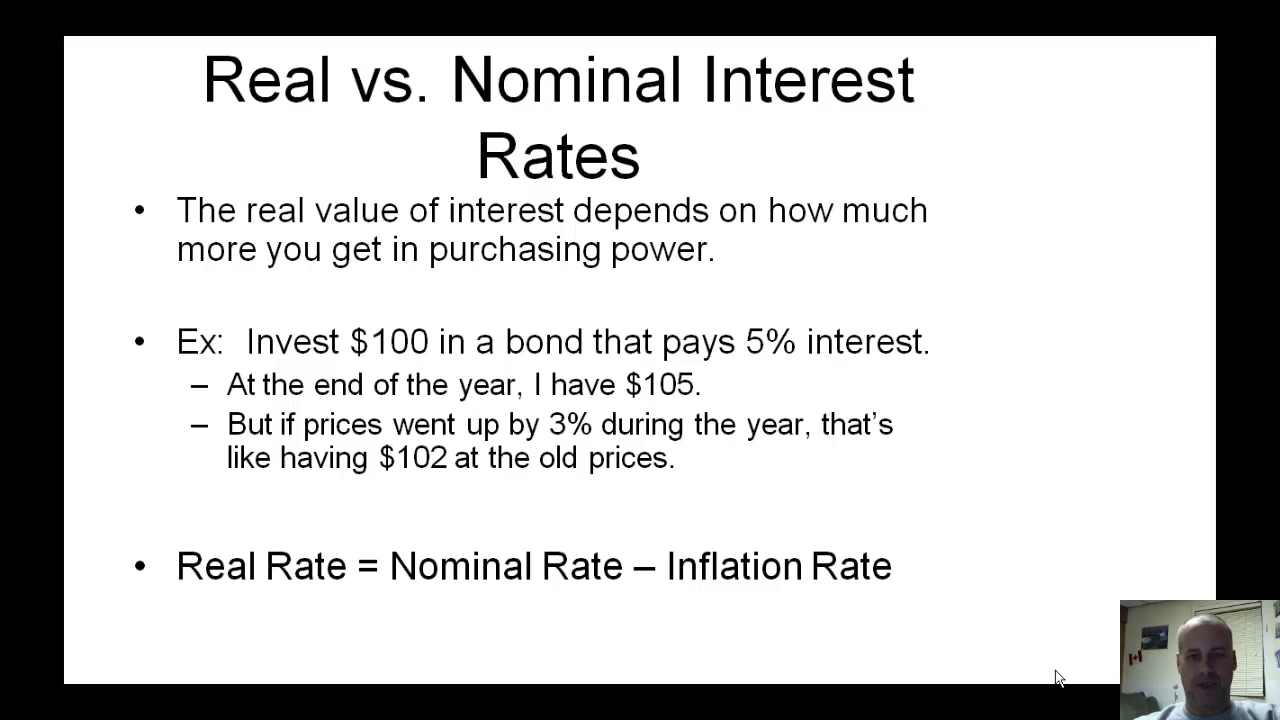 Real vs. Nominal Interest
Rates
• The real value of interest depends on how much
more you get in purchasing power.
• Ex: Invest $100 in a bond that pays 5% interest.
– At the end of the year, I have $105.
– But if prices went up by 3% during the year, that’s
like having $102 at the old prices.
• Real Rate = Nominal Rate – Inflation Rate